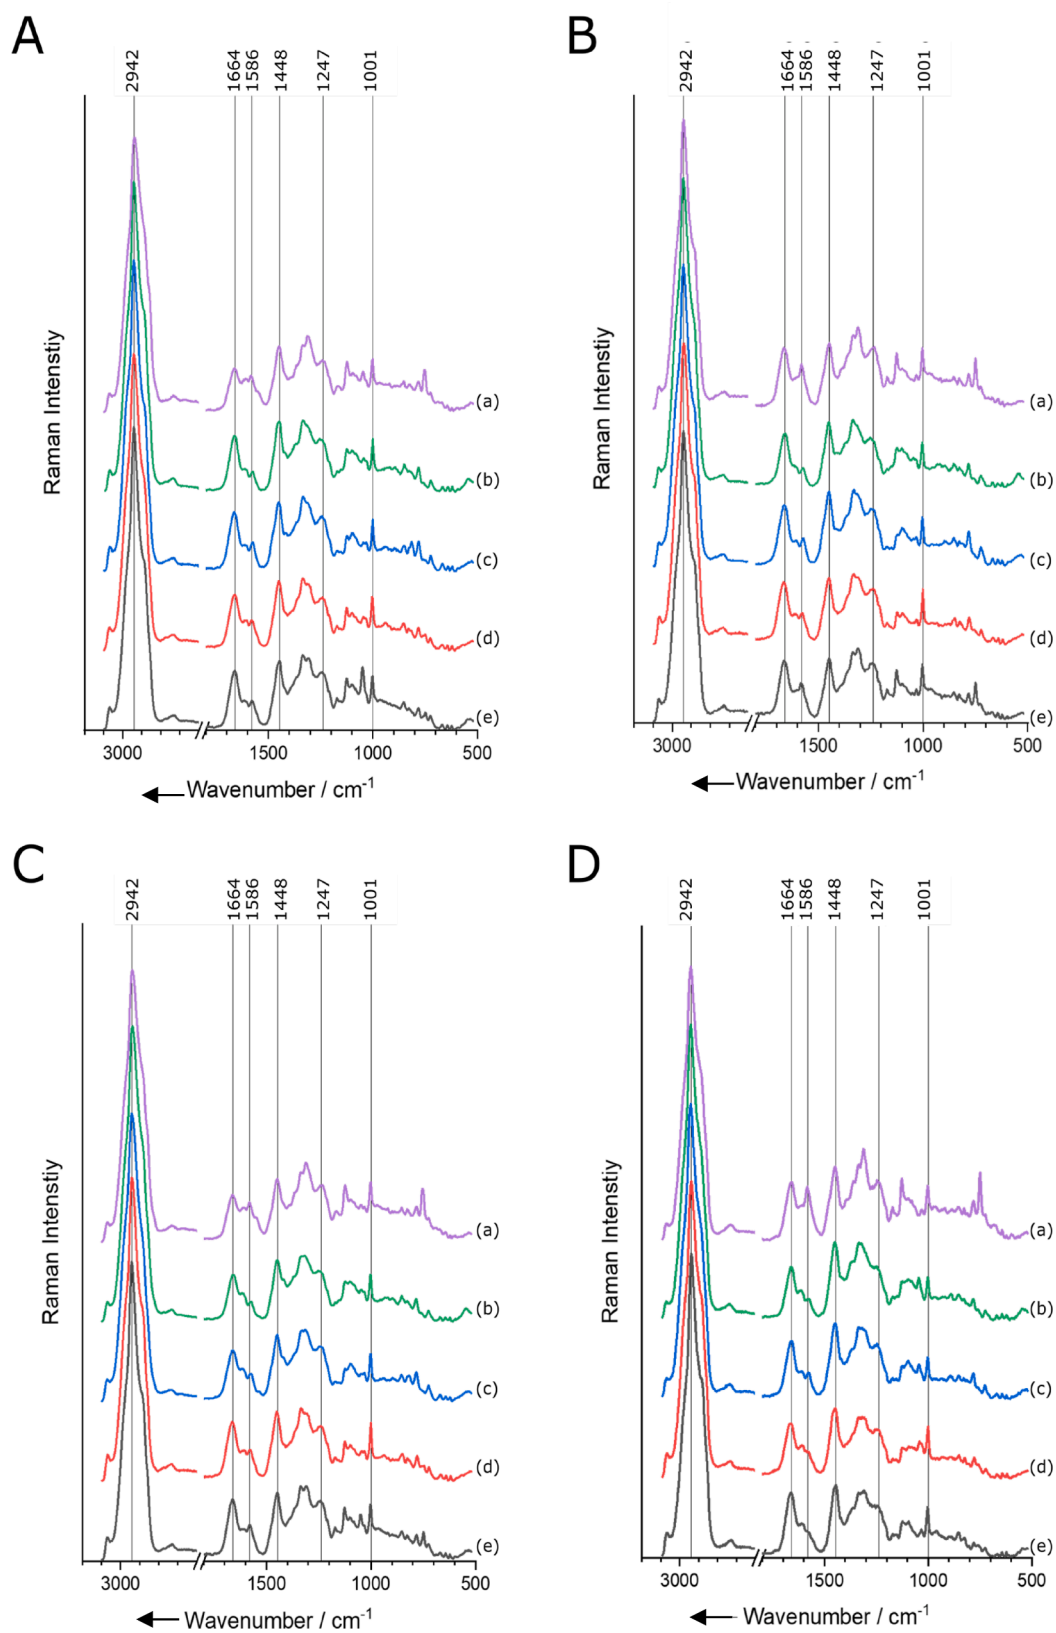 A
2942 1664 1586 1448 1247 1001
Raman Intenstiy
(a)
(b)
(c)
(d)
(e)
3000 1500 1000 500
Wavenumber / cm-1
B
2942 1664 1586 1448 1247 1001
Raman Intenstiy
(a)
(b)
(c)
(d)
(e)
3000 1500 1000 500
Wavenumber / cm-1
C
2942 1664 1586 1448 1247 1001
Raman Intenstiy
(a)
(b)
(c)
(d)
(e)
3000 1500 1000 500
Wavenumber / cm-1
D
2942 1664 1586 1448 1247 1001
Raman Intenstiy
(a)
(b)
(c)
(d)
(e)
3000 1500 1000 500
Wavenumber / cm-1